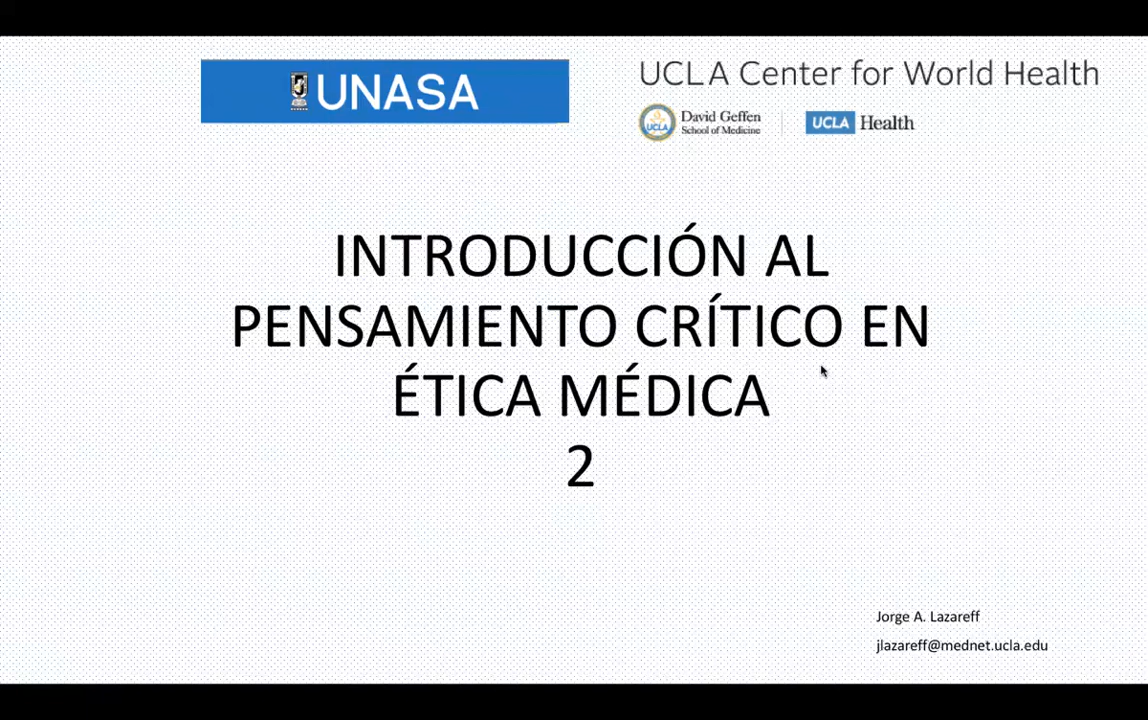 UNASA
UCLA Center for World Health
UCLA David Geffen School of Medicine UCLA Health
INTRODUCCIÓN AL
PENSAMIENTO CRÍTICO EN
ÉTICA MÉDICA
2
Jorge A. Lazareff
jlazareff@mednet.ucla.edu